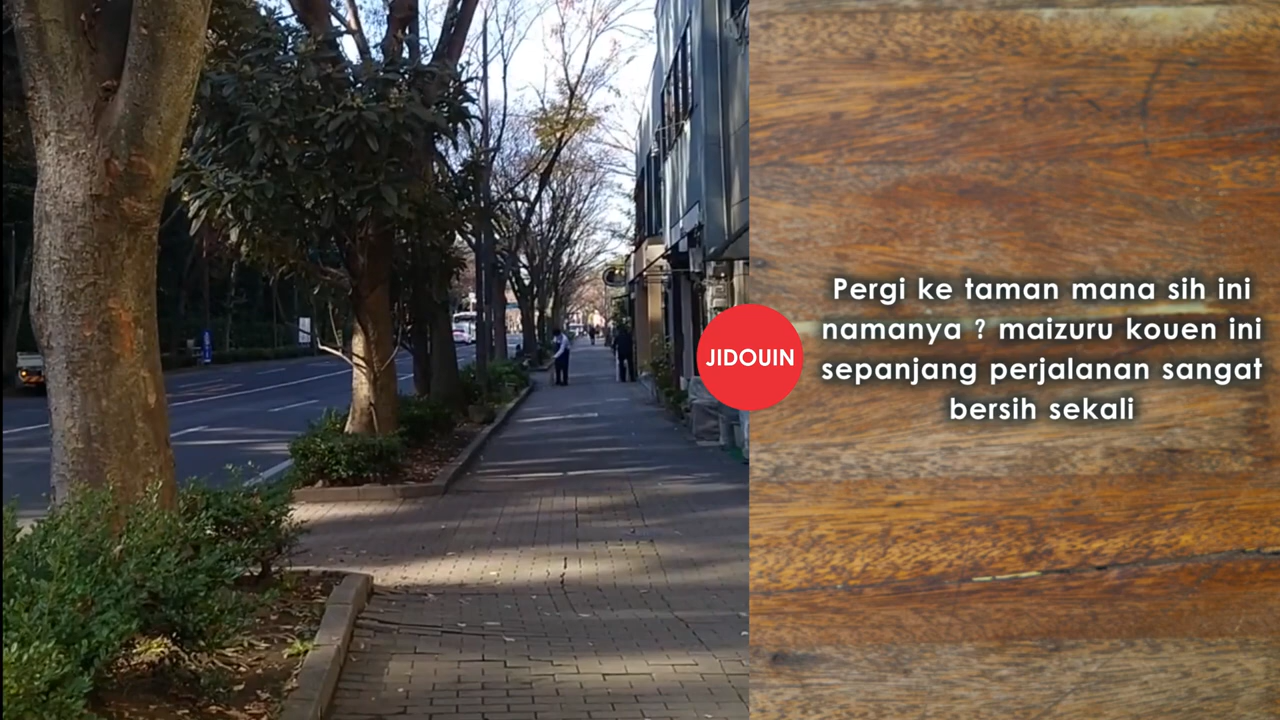 JIDOUIN
Pergi ke taman mana sih ini
namanya ? maizuru kouen ini
sepanjang perjalanan sangat
bersih sekali